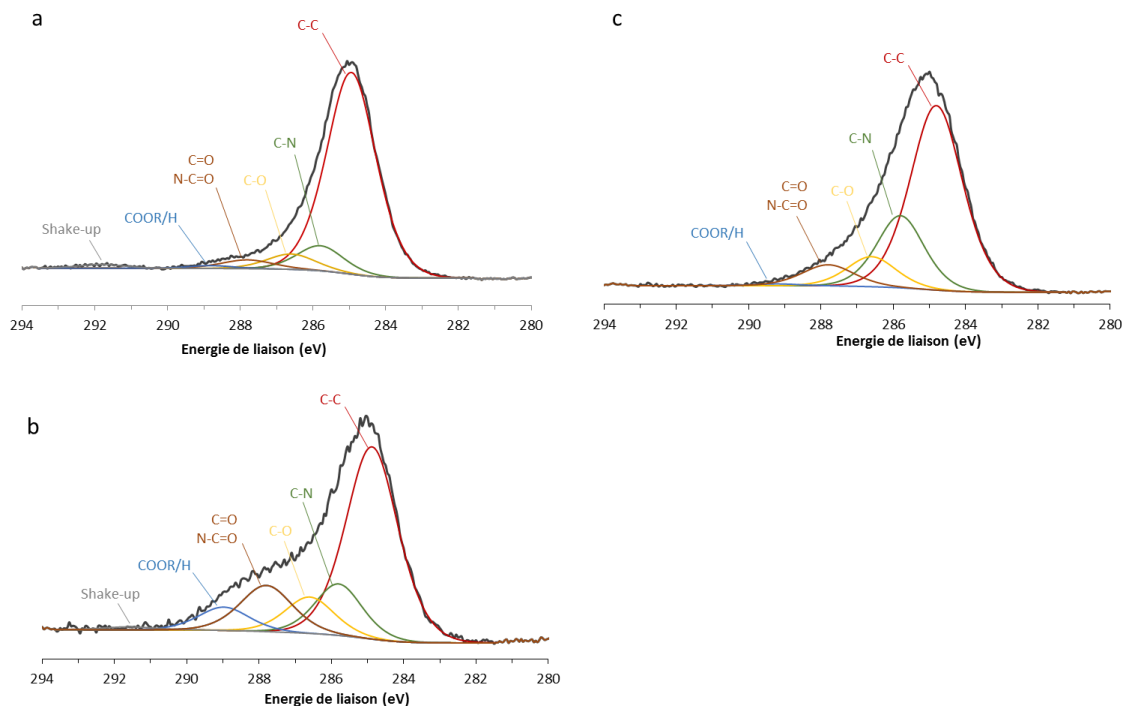 a
C-C
C-N
C=O
N-C=O
C-O
COOR/H
Shake-up
294 292 290 288 286 284 282 280
Energie de liaison (eV)
c
C-C
C-N
C=O
N-C=O
C-O
COOR/H
294 292 290 288 286 284 282 280
Energie de liaison (eV)
b
C-C
C-N
C=O
N-C=O
C-O
COOR/H
Shake-up
294 292 290 288 286 284 282 280
Energie de liaison (eV)